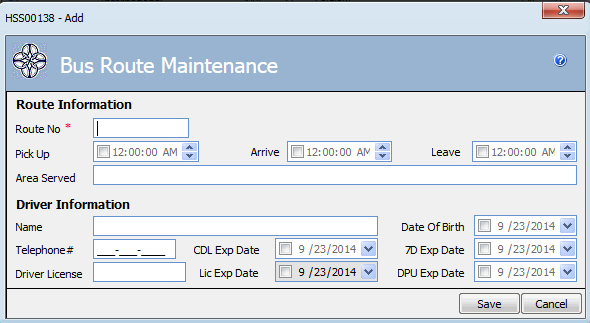 HSS00138 - Add
Bus Route Maintenance
Route Information
Route No *
Pick Up 12:00:00 AM Arrive 12:00:00 AM Leave 12:00:00 AM
Area Served
Driver Information
Name Date Of Birth 9 /23/2014
Telephone# ___-___-____ CDL Exp Date 9 /23/2014 7D Exp Date 9 /23/2014
Driver License Lic Exp Date 9 /23/2014 DPU Exp Date 9 /23/2014
Save Cancel